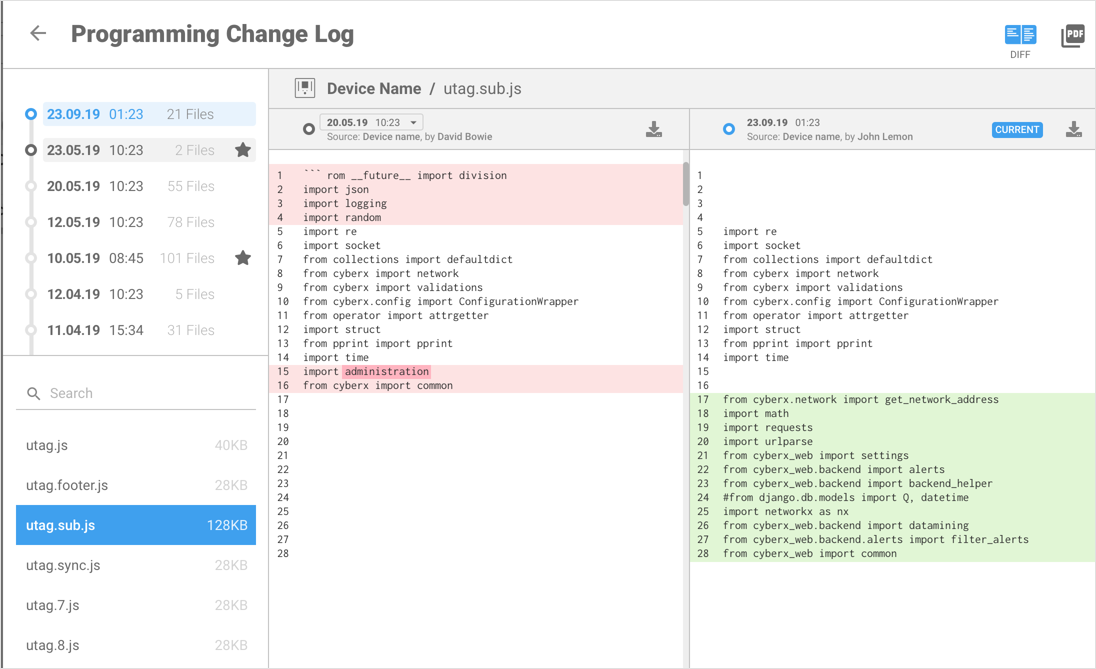 Programming Change Log
DIFF
PDF
23.09.19 01:23 21 Files
23.05.19 10:23 2 Files
20.05.19 10:23 55 Files
12.05.19 10:23 78 Files
10.05.19 08:45 101 Files
12.04.19 10:23 5 Files
11.04.19 15:34 31 Files
Search
utag.js 40KB
utag.footer.js 28KB
utag.sub.js 128KB
utag.sync.js 28KB
utag.7.js 28KB
utag.8.js 28KB
Device Name / utag.sub.js
20.05.19 10:23
Source: Device name, by David Bowie
1 ``` rom __future__ import division
2 import json
3 import logging
4 import random
5 import re
6 import socket
7 from collections import defaultdict
8 from cyberx import network
9 from cyberx import validations
10 from cyberx.config import ConfigurationWrapper
11 from operator import attrgetter
12 import struct
13 from pprint import pprint
14 import time
15 import administration
16 from cyberx import common
17
18
19
20
21
22
23
24
25
26
27
28
23.09.19 01:23
Source: Device name, by John Lemon
CURRENT
1
2
3
4
5 import re
6 import socket
7 from collections import defaultdict
8 from cyberx import network
9 from cyberx import validations
10 from cyberx.config import ConfigurationWrapper
11 from operator import attrgetter
12 import struct
13 from pprint import pprint
14 import time
15
16
17 from cyberx.network import get_network_address
18 import math
19 import requests
20 import urlparse
21 from cyberx_web import settings
22 from cyberx_web.backend import alerts
23 from cyberx_web.backend import backend_helper
24 #from django.db.models import Q, datetime
25 import networkx as nx
26 from cyberx_web.backend import datamining
27 from cyberx_web.backend.alerts import filter_alerts
28 from cyberx_web import common